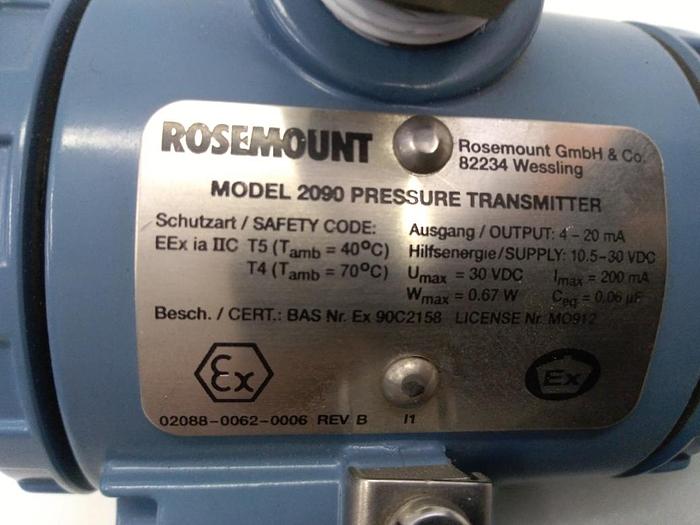 ROSEMOUNT
Rosemount GmbH & Co.
82234 Wessling
MODEL 2090 PRESSURE TRANSMITTER
Schutzart / SAFETY CODE:
EEx ia IIC T5 (Tamb = 40°C)
T4 (Tamb = 70°C)
Ausgang / OUTPUT: 4 - 20 mA
Hilfsenergie / SUPPLY: 10.5-30 VDC
Umax = 30 VDC Imax = 200 mA
Wmax = 0.67 W Ceq = 0,06 µF
Besch. / CERT.: BAS Nr. Ex 90C2158 LICENSE Nr. MO912
Ex
Ex
02088-0062-0006 REV B I1